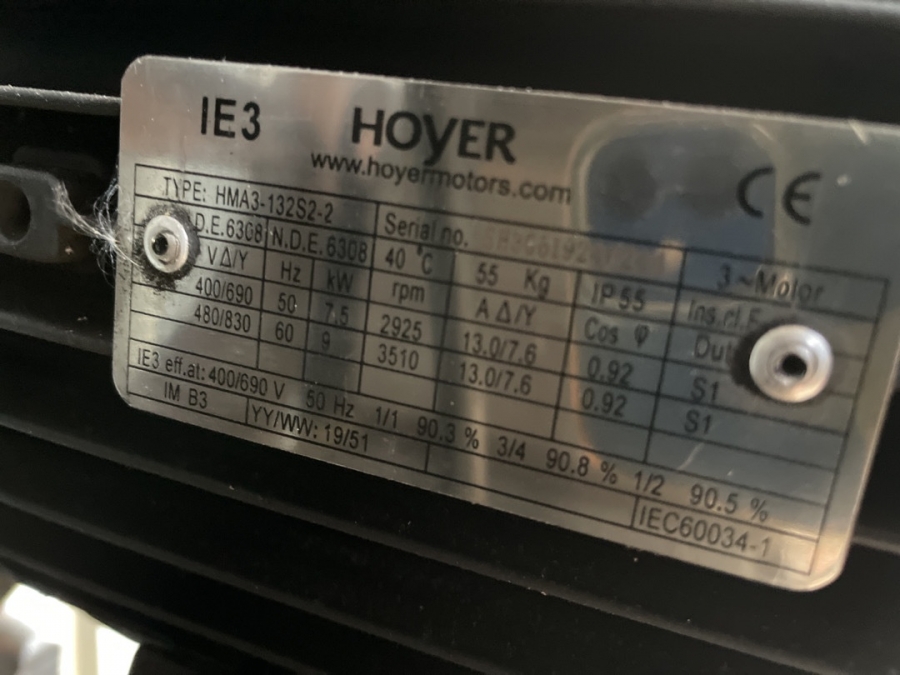 IE3 HOYER
www.hoyermotors.com
CE
TYPE: HMA3-132S2-2 Serial no. 3~Motor
D.E.6308 N.D.E.6308 40 °C 55 Kg IP 55 Ins.cl.F
V Δ/Y Hz kW rpm A Δ/Y Cos φ
400/690 50 7.5 2925 13.0/7.6 0.92 S1
480/830 60 9 3510 13.0/7.6 0.92 S1
IE3 eff.at: 400/690 V 50 Hz 1/1 90.3 % 3/4 90.8 % 1/2 90.5 %
IM B3 YY/WW: 19/51 IEC60034-1